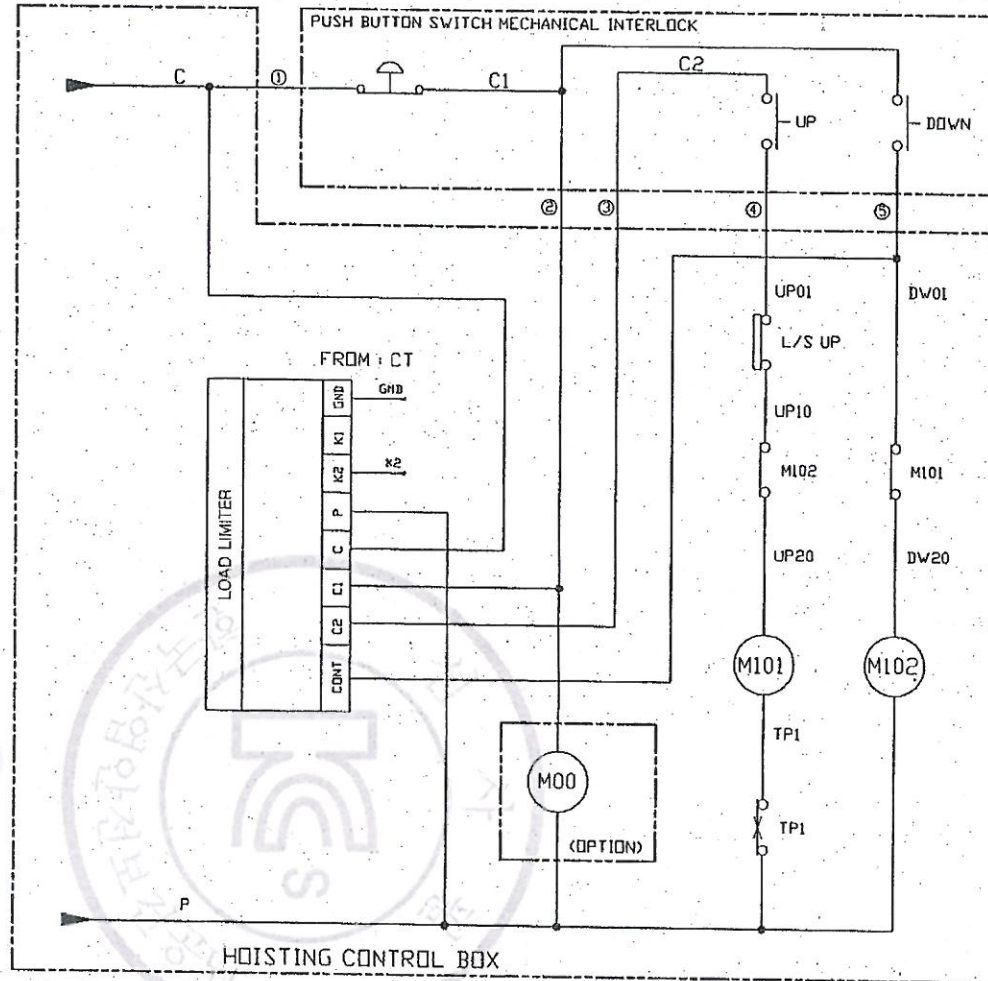 PUSH BUTTON SWITCH MECHANICAL INTERLOCK
C
①
C1
C2
UP
DOWN
②
③
④
⑤
UP01
DW01
L/S UP
FROM : CT
GND
GND
K1
UP10
K2
K2
M102
M101
P
LOAD LIMITER
C
UP20
DW20
C1
C2
CONT
M101
M102
TP1
M00
TP1
(OPTION)
P
HOISTING CONTROL BOX
KCs